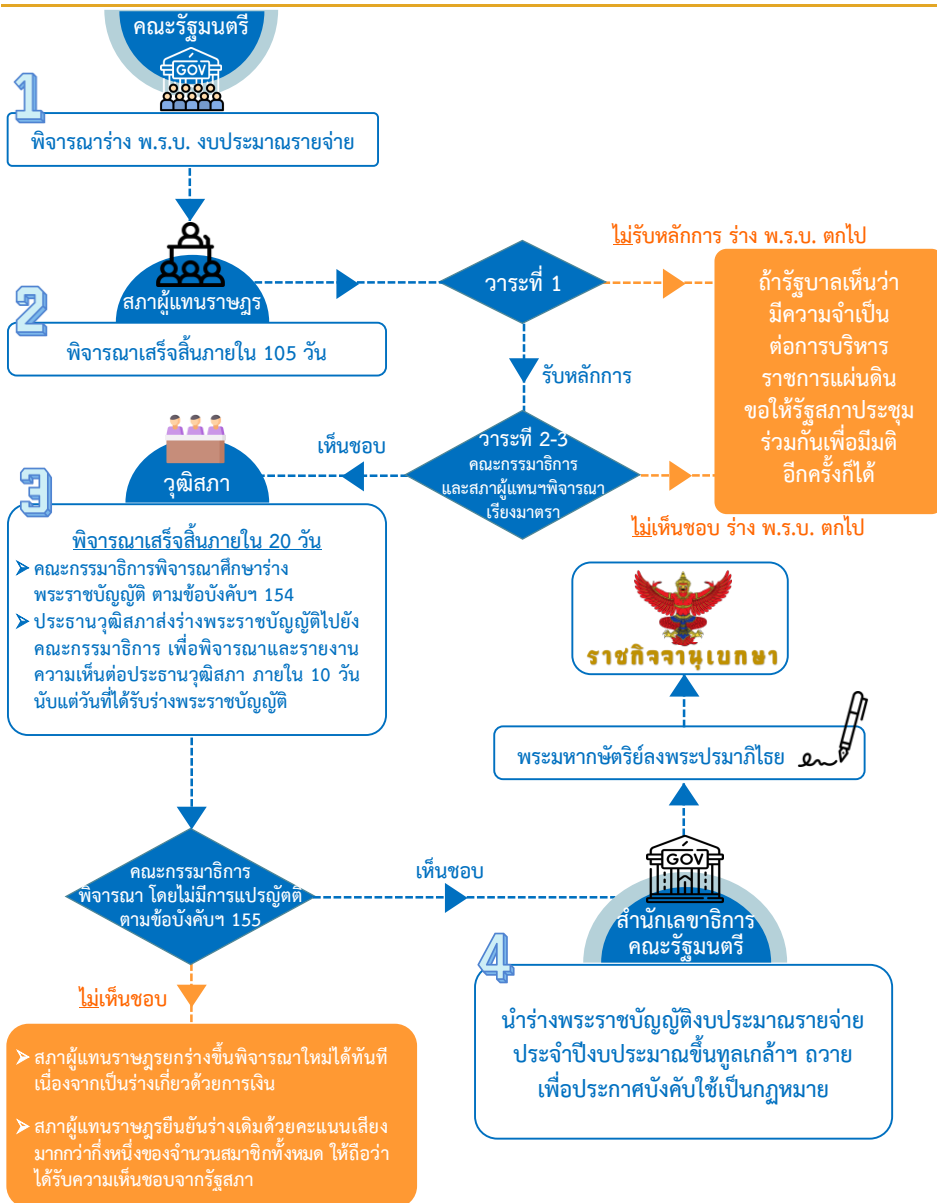 คณะรัฐมนตรี
GOV
1
พิจารณาร่าง พ.ร.บ. งบประมาณรายจ่าย
2
สภาผู้แทนราษฎร
พิจารณาเสร็จสิ้นภายใน 105 วัน
วาระที่ 1
ไม่รับหลักการ ร่าง พ.ร.บ. ตกไป
ถ้ารัฐบาลเห็นว่า
มีความจำเป็น
ต่อการบริหาร
ราชการแผ่นดิน
ขอให้รัฐสภาประชุม
ร่วมกันเพื่อมีมติ
อีกครั้งก็ได้
รับหลักการ
วาระที่ 2-3
คณะกรรมาธิการ
และสภาผู้แทนฯพิจารณา
เรียงมาตรา
ไม่เห็นชอบ ร่าง พ.ร.บ. ตกไป
เห็นชอบ
3
วุฒิสภา
พิจารณาเสร็จสิ้นภายใน 20 วัน
➤ คณะกรรมาธิการพิจารณาศึกษาร่าง
พระราชบัญญัติ ตามข้อบังคับฯ 154
➤ ประธานวุฒิสภาส่งร่างพระราชบัญญัติไปยัง
คณะกรรมาธิการ เพื่อพิจารณาและรายงาน
ความเห็นต่อประธานวุฒิสภา ภายใน 10 วัน
นับแต่วันที่ได้รับร่างพระราชบัญญัติ
คณะกรรมาธิการ
พิจารณา โดยไม่มีการแปรญัตติ
ตามข้อบังคับฯ 155
ไม่เห็นชอบ
➤ สภาผู้แทนราษฎรยกร่างขึ้นพิจารณาใหม่ได้ทันที
เนื่องจากเป็นร่างเกี่ยวด้วยการเงิน
➤ สภาผู้แทนราษฎรยืนยันร่างเดิมด้วยคะแนนเสียง
มากกว่ากึ่งหนึ่งของจำนวนสมาชิกทั้งหมด ให้ถือว่า
ได้รับความเห็นชอบจากรัฐสภา
เห็นชอบ
GOV
สำนักเลขาธิการ
คณะรัฐมนตรี
4
นำร่างพระราชบัญญัติงบประมาณรายจ่าย
ประจำปีงบประมาณขึ้นทูลเกล้าฯ ถวาย
เพื่อประกาศบังคับใช้เป็นกฎหมาย
พระมหากษัตริย์ลงพระปรมาภิไธย
ราชกิจจานุเบกษา